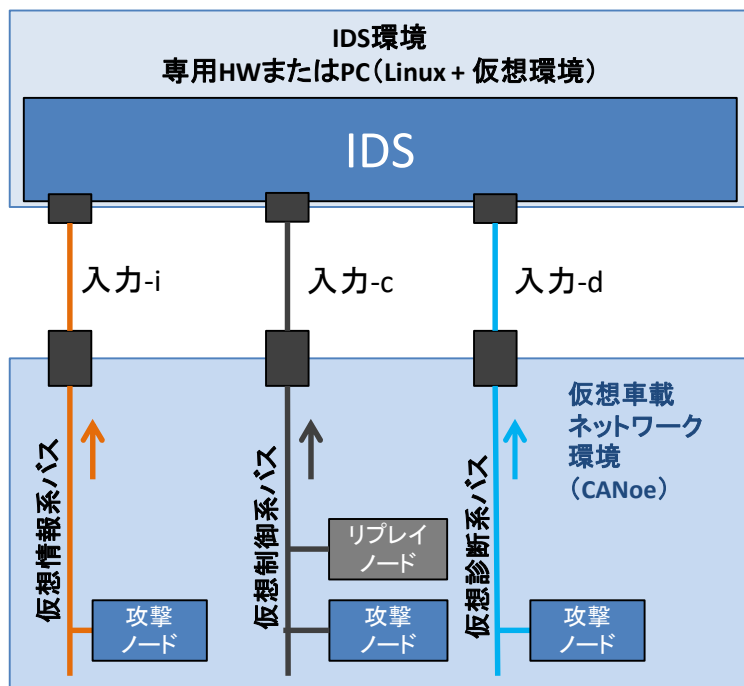 IDS環境
専用HWまたはPC(Linux + 仮想環境)
IDS
入力-i
入力-c
入力-d
仮想車載
ネットワーク
環境
(CANoe)
仮想情報系バス
仮想制御系バス
仮想診断系バス
リプレイ
ノード
攻撃
ノード
攻撃
ノード
攻撃
ノード